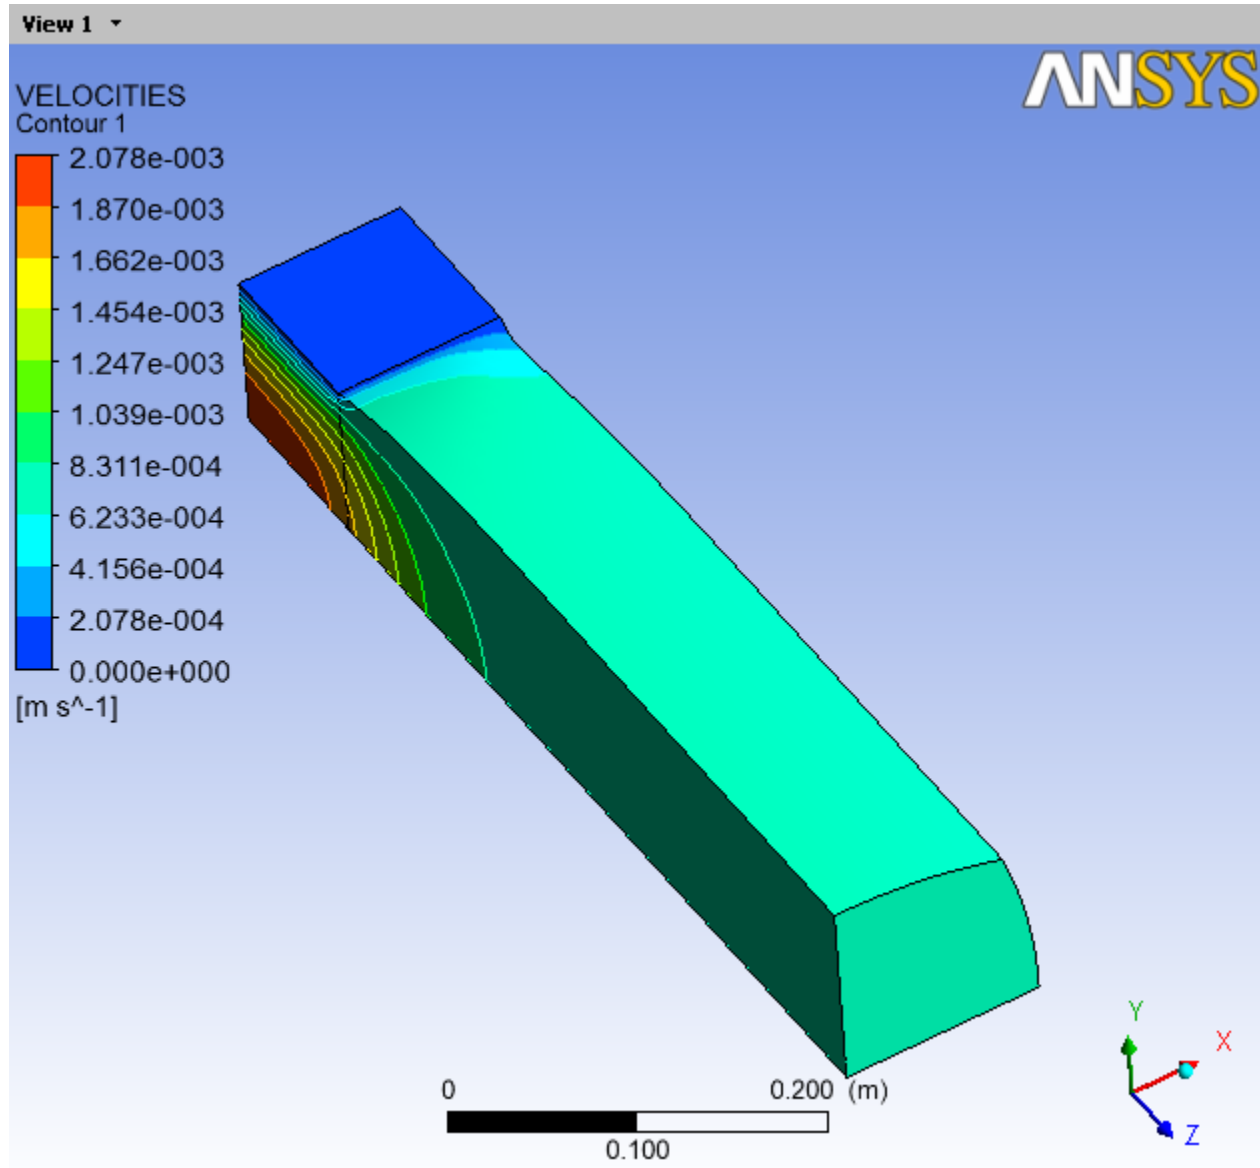 View 1
ANSYS
VELOCITIES
Contour 1
2.078e-003
1.870e-003
1.662e-003
1.454e-003
1.247e-003
1.039e-003
8.311e-004
6.233e-004
4.156e-004
2.078e-004
0.000e+000
[m s^-1]
0 0.200 (m)
0.100
Y
X
Z